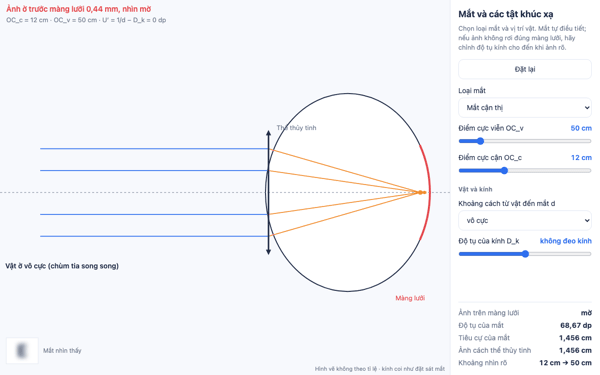 Ảnh ở trước màng lưới 0,44 mm, nhìn mờ
OC_c = 12 cm · OC_v = 50 cm · U' = 1/d − D_k = 0 dp
Thể thủy tinh
Vật ở vô cực (chùm tia song song)
Màng lưới
Mắt nhìn thấy
Hình vẽ không theo tỉ lệ · kính coi như đặt sát mắt
Mắt và các tật khúc xạ
Chọn loại mắt và vị trí vật. Mắt tự điều tiết;
nếu ảnh không rơi đúng màng lưới, hãy
chỉnh độ tụ kính cho đến khi ảnh rõ.
Đặt lại
Loại mắt
Mắt cận thị
Điểm cực viễn OC_v 50 cm
Điểm cực cận OC_c 12 cm
Vật và kính
Khoảng cách từ vật đến mắt d
vô cực
Độ tụ của kính D_k không đeo kính
Ảnh trên màng lưới mờ
Độ tụ của mắt 68,67 dp
Tiêu cự của mắt 1,456 cm
Ảnh cách thể thủy tinh 1,456 cm
Khoảng nhìn rõ 12 cm → 50 cm